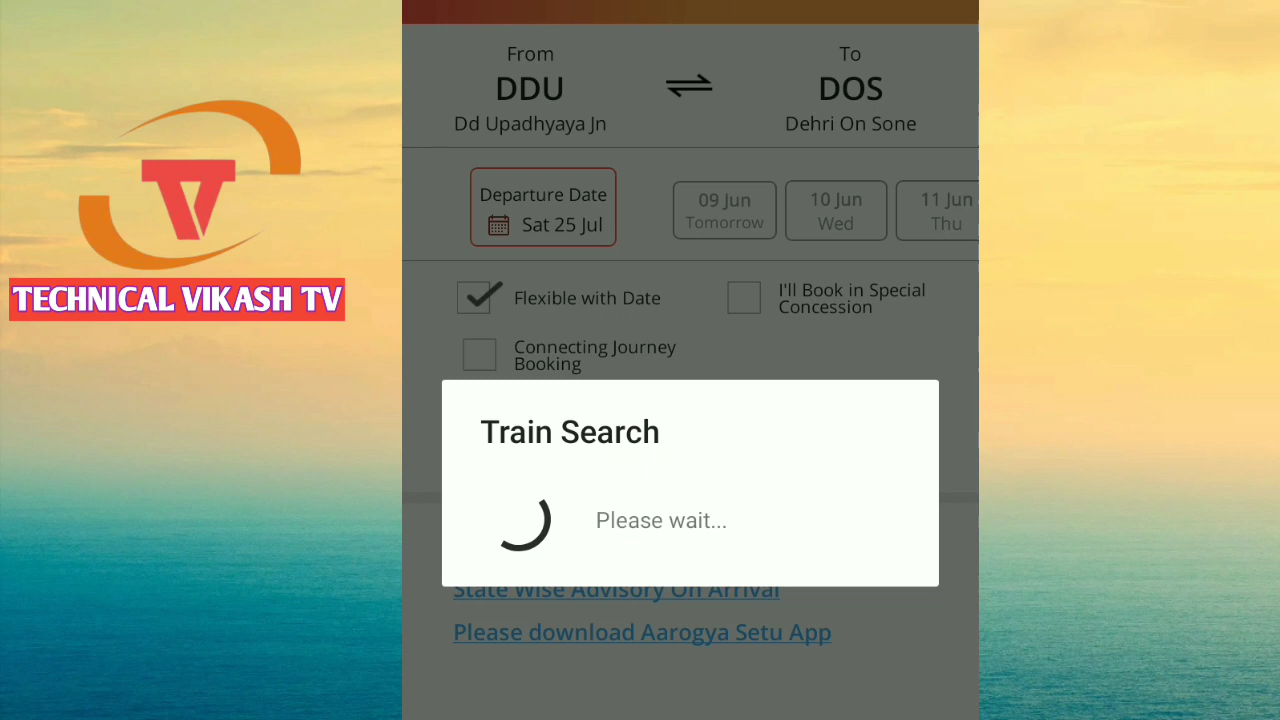 TECHNICAL VIKASH TV
From
DDU
Dd Upadhyaya Jn
To
DOS
Dehri On Sone
Departure Date
Sat 25 Jul
09 Jun
Tomorrow
10 Jun
Wed
11 Jun
Thu
Flexible with Date
I'll Book in Special
Concession
Connecting Journey
Booking
Train Search
Please wait...
State Wise Advisory On Arrival
Please download Aarogya Setu App